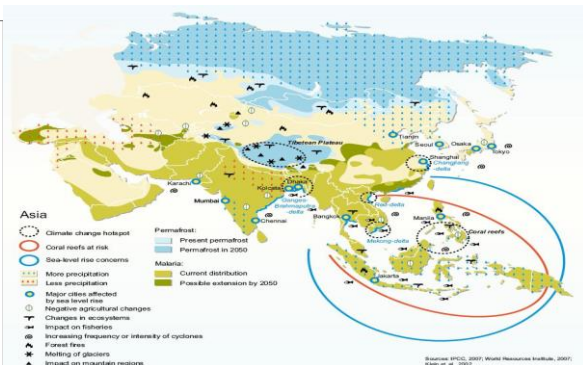 Tibetan Plateau
Tianjin
Seoul
Osaka
Tokyo
Shanghai
Changjiang-
delta
Karachi
Dhaka
Kolcata
Ganges-
Brahmaputra-
delta
Red-delta
Mumbai
Chennai
Bangkok
Manila
Coral reefs
Mekong-delta
Jakarta
Asia
Climate change hotspot
Coral reefs at risk
Sea-level rise concerns
More precipitation
Less precipitation
Major cities affected
by sea level rise
Negative agricultural changes
Changes in ecosystems
Impact on fisheries
Increasing frequency or intensity of cyclones
Forest fires
Melting of glaciers
Impact on mountain regions
Permafrost:
Present permafrost
Permafrost in 2050
Malaria:
Current distribution
Possible extension by 2050
Sources: IPCC, 2007; World Resources Institute, 2007;